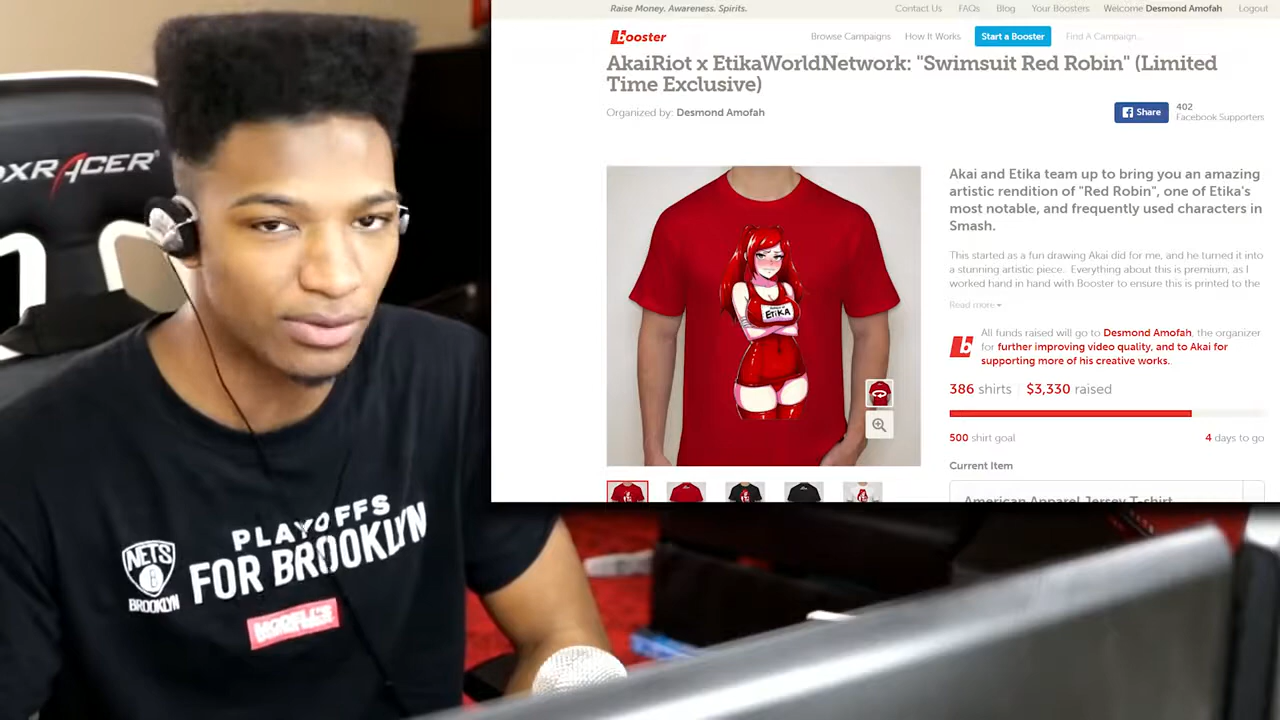 Raise Money. Awareness. Spirits.
Contact Us FAQs Blog Your Boosters Welcome Desmond Amofah Logout
Booster
Browse Campaigns How It Works Start a Booster Find A Campaign...
AkaiRiot x EtikaWorldNetwork: "Swimsuit Red Robin" (Limited
Time Exclusive)
Organized by: Desmond Amofah
Share
402
Facebook Supporters
Akai and Etika team up to bring you an amazing
artistic rendition of "Red Robin", one of Etika's
most notable, and frequently used characters in
Smash.
This started as a fun drawing Akai did for me, and he turned it into
a stunning artistic piece. Everything about this is premium, as I
worked hand in hand with Booster to ensure this is printed to the
Read more
b
All funds raised will go to Desmond Amofah, the organizer
for further improving video quality, and to Akai for
supporting more of his creative works..
386 shirts $3,330 raised
500 shirt goal 4 days to go
Current Item
American Apparel Jersey T-shirt
ETIKA
DXRACER
PLAYOFFS
FOR BROOKLYN
NETS
B
BROOKLYN
MODELL'S